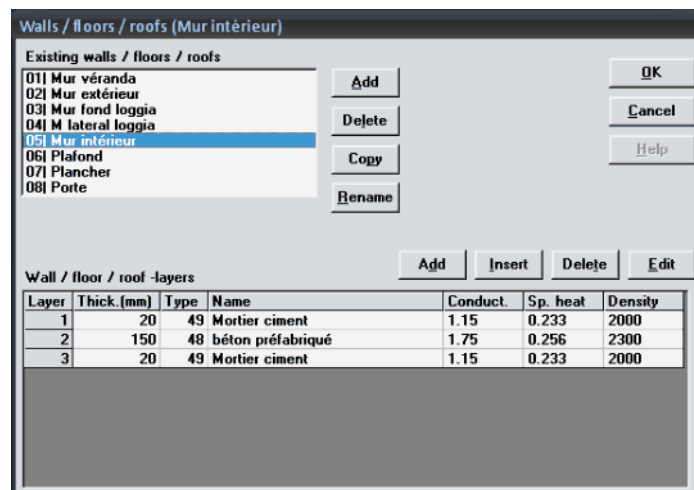 Walls / floors / roofs (Mur intérieur)
Existing walls / floors / roofs
01| Mur véranda
02| Mur extérieur
03| Mur fond loggia
04| M lateral loggia
05| Mur intérieur
06| Plafond
07| Plancher
08| Porte
Add
Delete
Copy
Rename
OK
Cancel
Help
Wall / floor / roof -layers
Add Insert Delete Edit
Layer Thick.(mm) Type Name Conduct. Sp. heat Density
1 20 49 Mortier ciment 1.15 0.233 2000
2 150 48 béton préfabriqué 1.75 0.256 2300
3 20 49 Mortier ciment 1.15 0.233 2000